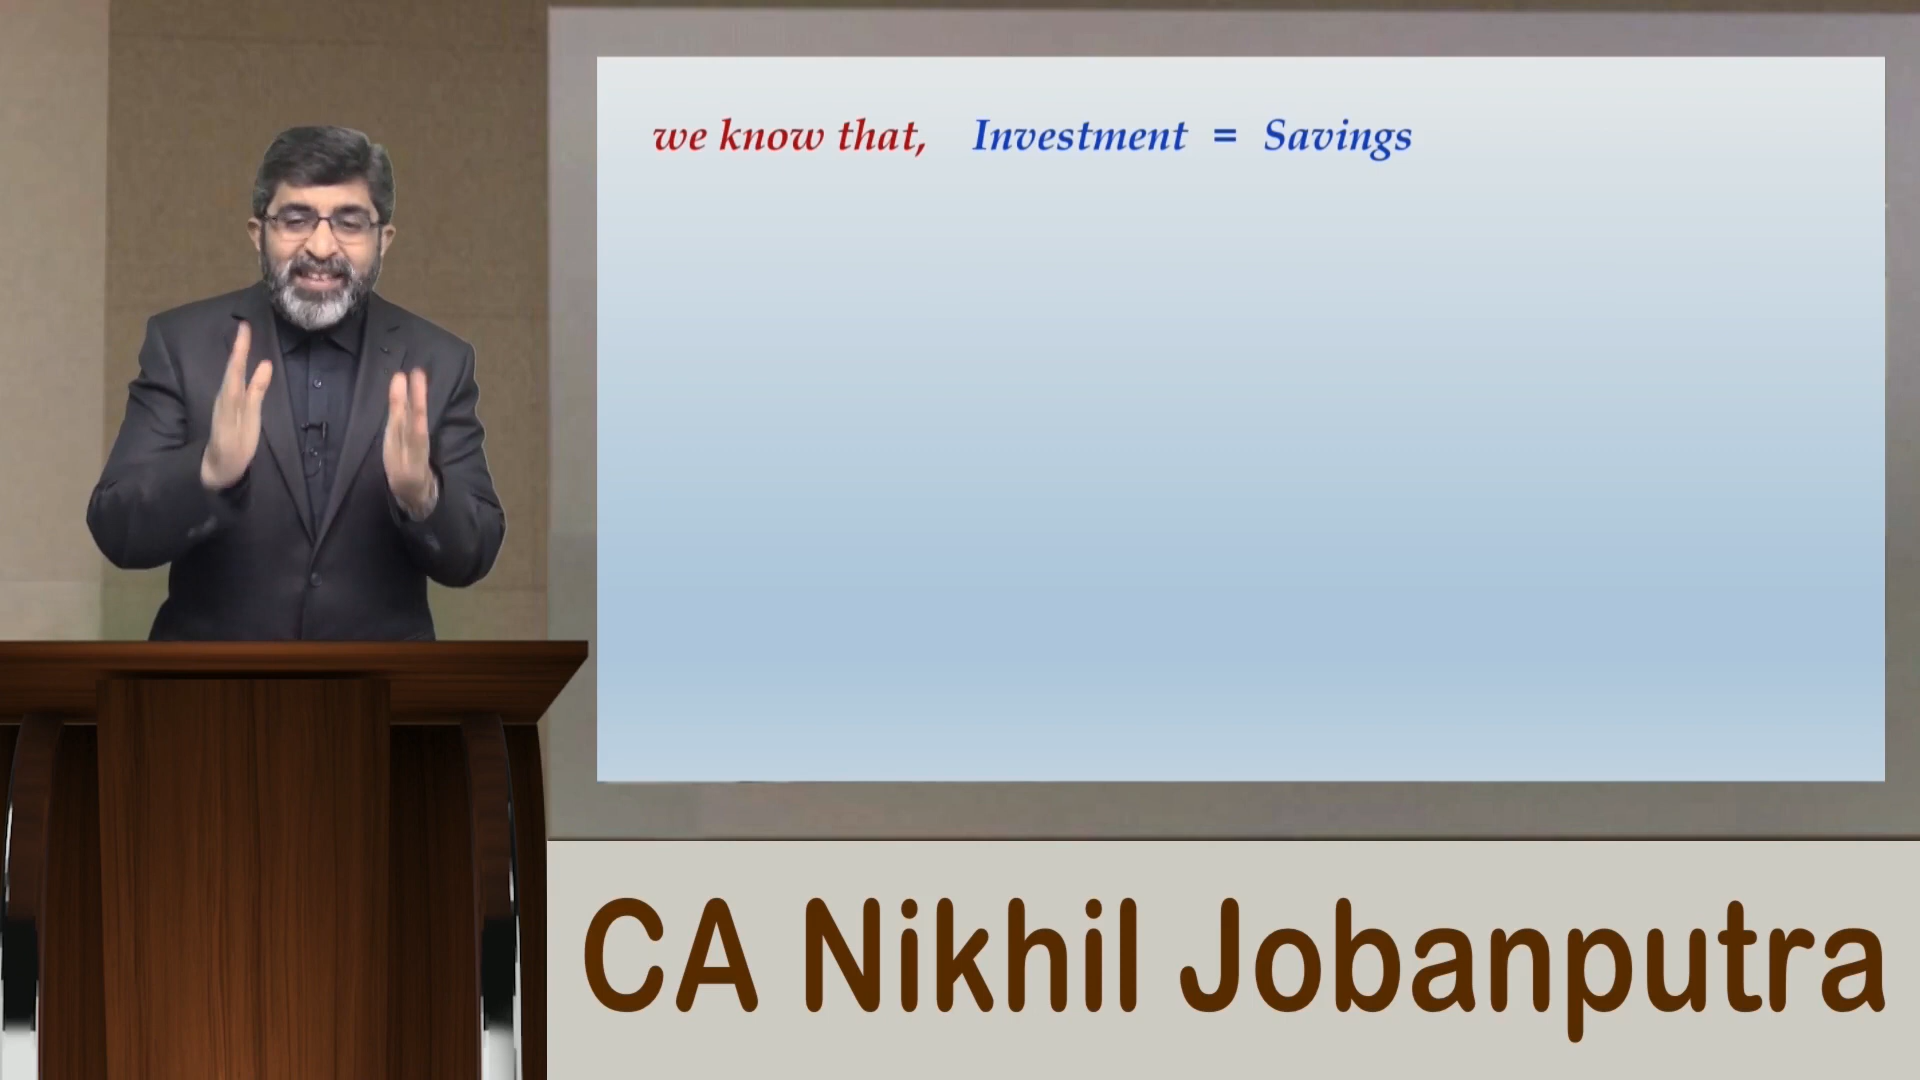 we know that, Investment = Savings
CA Nikhil Jobanputra